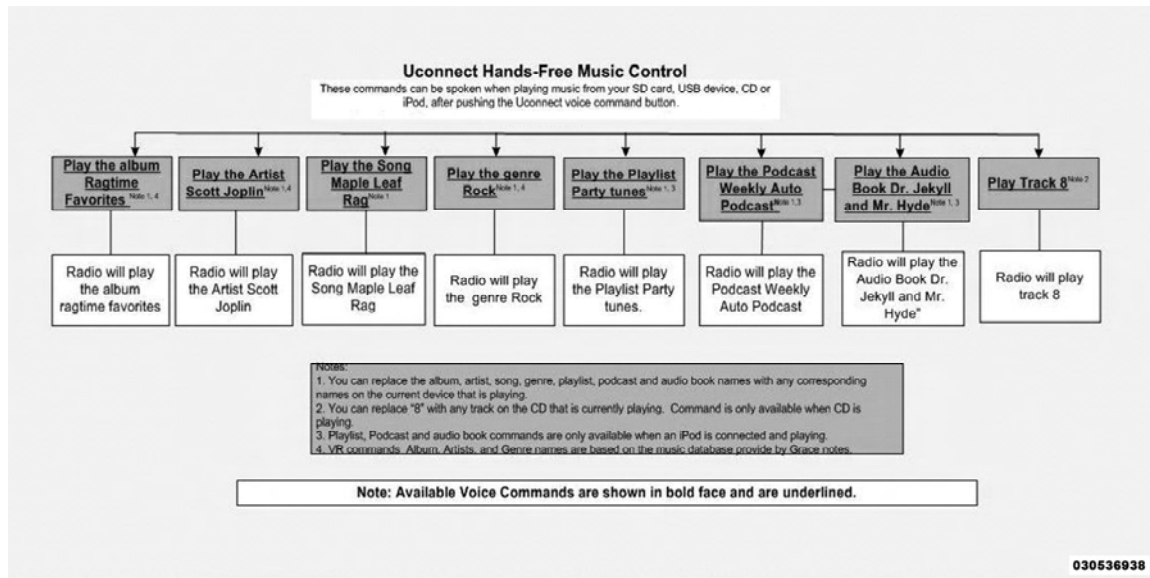 Uconnect Hands-Free Music Control
These commands can be spoken when playing music from your SD card, USB device, CD or
iPod, after pushing the Uconnect voice command button.
Play the album
Ragtime
Favorites Note 1, 4
Play the Artist
Scott Joplin Note 1,4
Play the Song
Maple Leaf
Rag Note 1
Play the genre
Rock Note 1, 4
Play the Playlist
Party tunes Note 1, 3
Play the Podcast
Weekly Auto
Podcast" Note 1,3
Play the Audio
Book Dr. Jekyll
and Mr. Hyde Note 1, 3
Play Track 8 Note 2
Radio will play
the album
ragtime favorites
Radio will play
the Artist Scott
Joplin
Radio will play the
Song Maple Leaf
Rag
Radio will play
the genre Rock
Radio will play
the Playlist Party
tunes.
Radio will play the
Podcast Weekly
Auto Podcast
Radio will play the
Audio Book Dr.
Jekyll and Mr.
Hyde"
Radio will play
track 8
Notes:
1. You can replace the album, artist, song, genre, playlist, podcast and audio book names with any corresponding
names on the current device that is playing.
2. You can replace "8" with any track on the CD that is currently playing. Command is only available when CD is
playing.
3. Playlist, Podcast and audio book commands are only available when an iPod is connected and playing.
4. VR commands Album, Artists, and Genre names are based on the music database provide by Grace notes.
Note: Available Voice Commands are shown in bold face and are underlined.
030536938